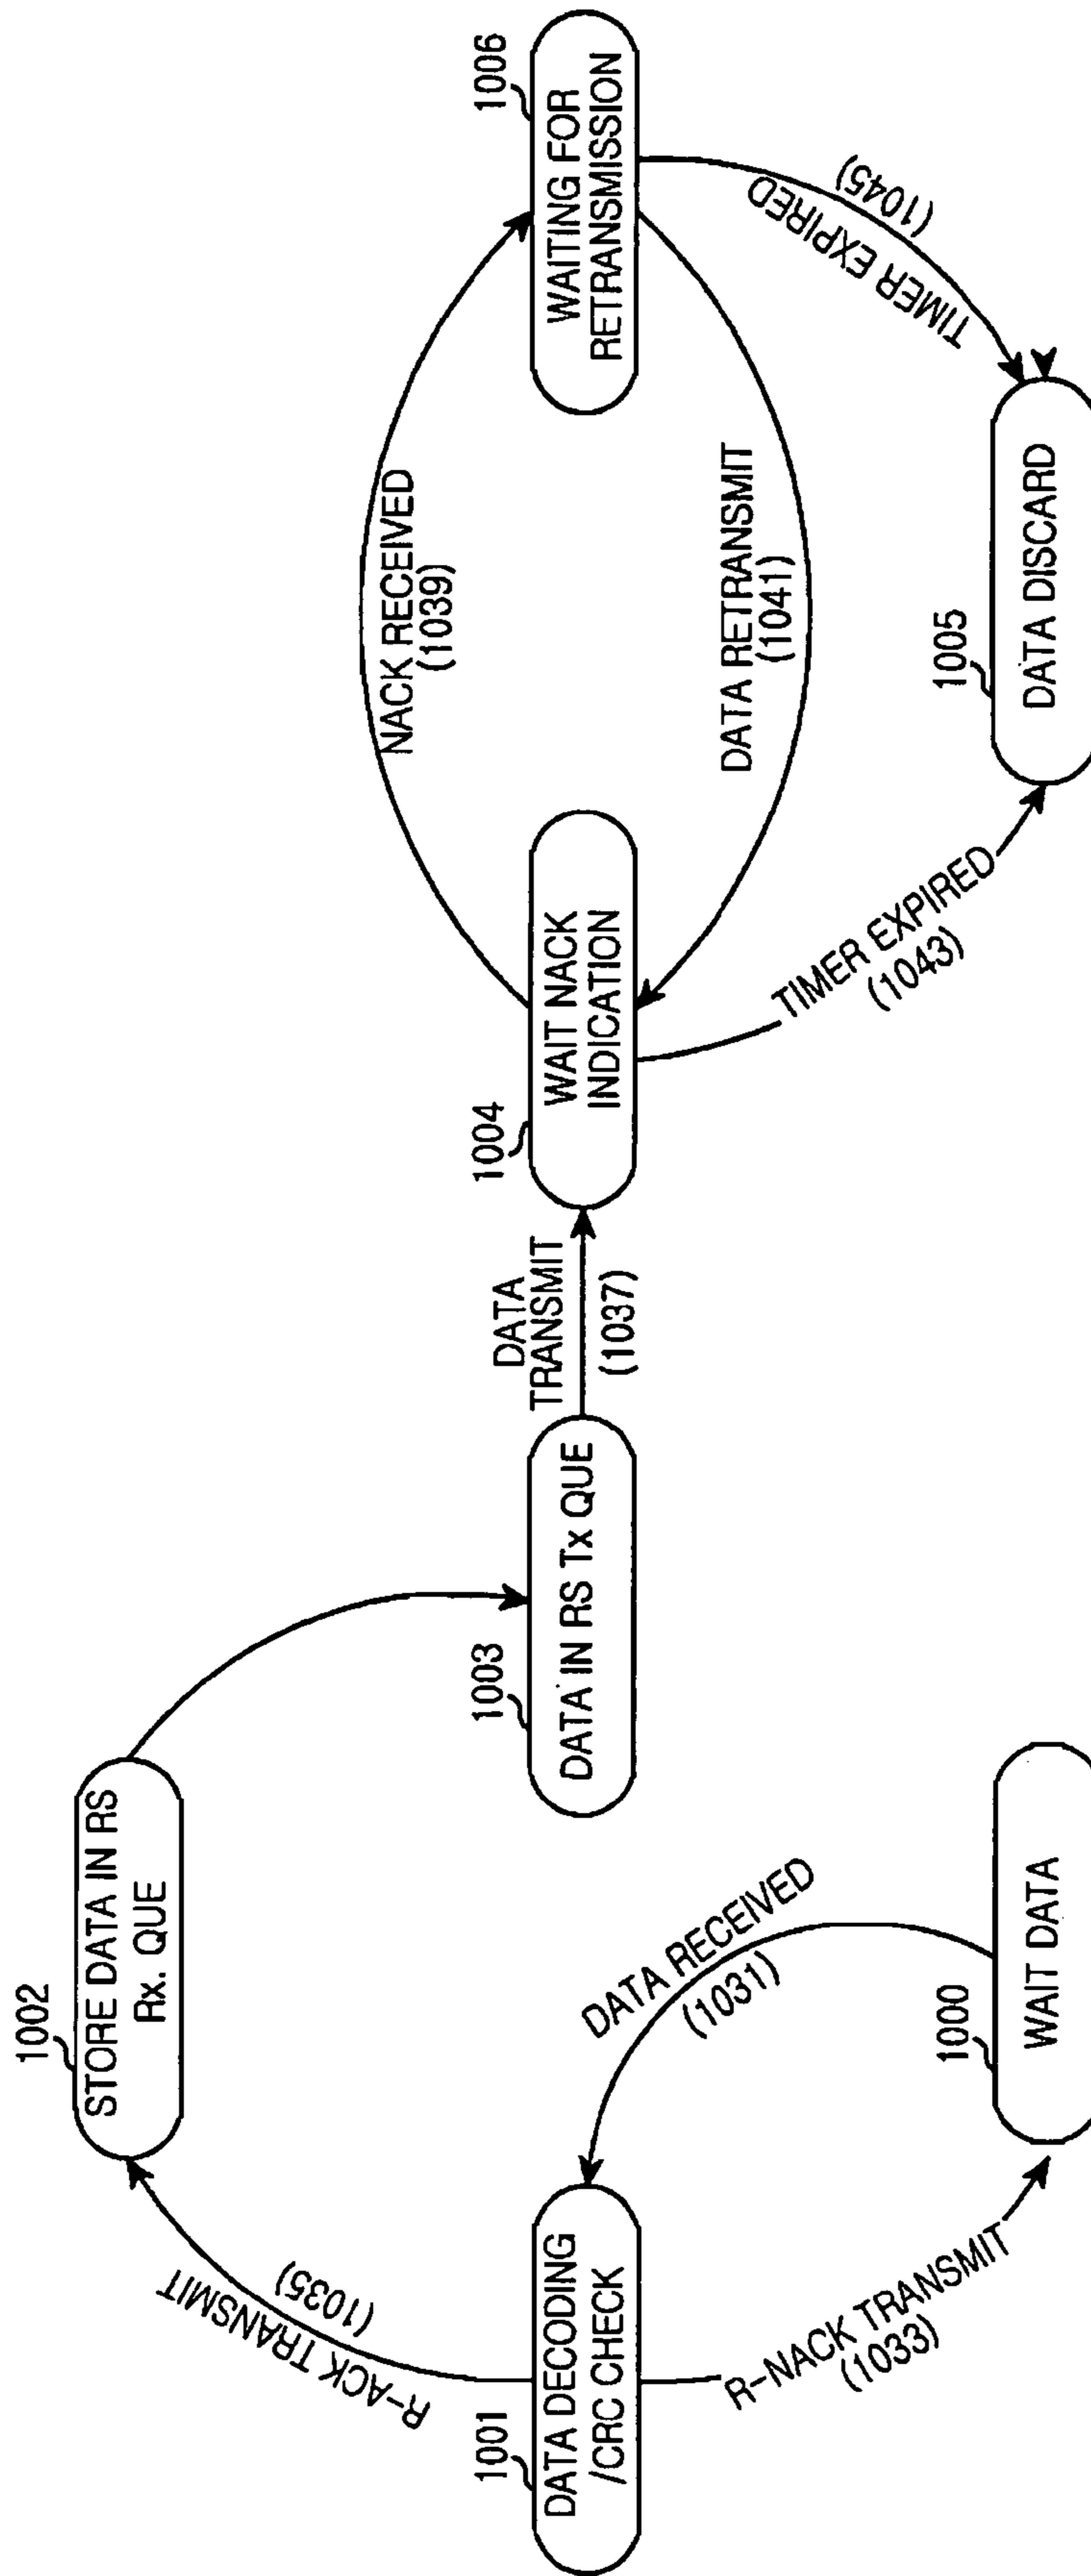 1002
STORE DATA IN RS
Rx. QUE
R-ACK TRANSMIT
(1035)
1001
DATA DECODING
/CRC CHECK
DATA RECEIVED
(1031)
R-NACK TRANSMIT
(1033)
1000
WAIT DATA
1003
DATA IN RS Tx QUE
DATA
TRANSMIT
(1037)
1004
WAIT NACK
INDICATION
NACK RECEIVED
(1039)
DATA RETRANSMIT
(1041)
1006
WAITING FOR
RETRANSMISSION
TIMER EXPIRED
(1043)
TIMER EXPIRED
(1045)
1005
DATA DISCARD